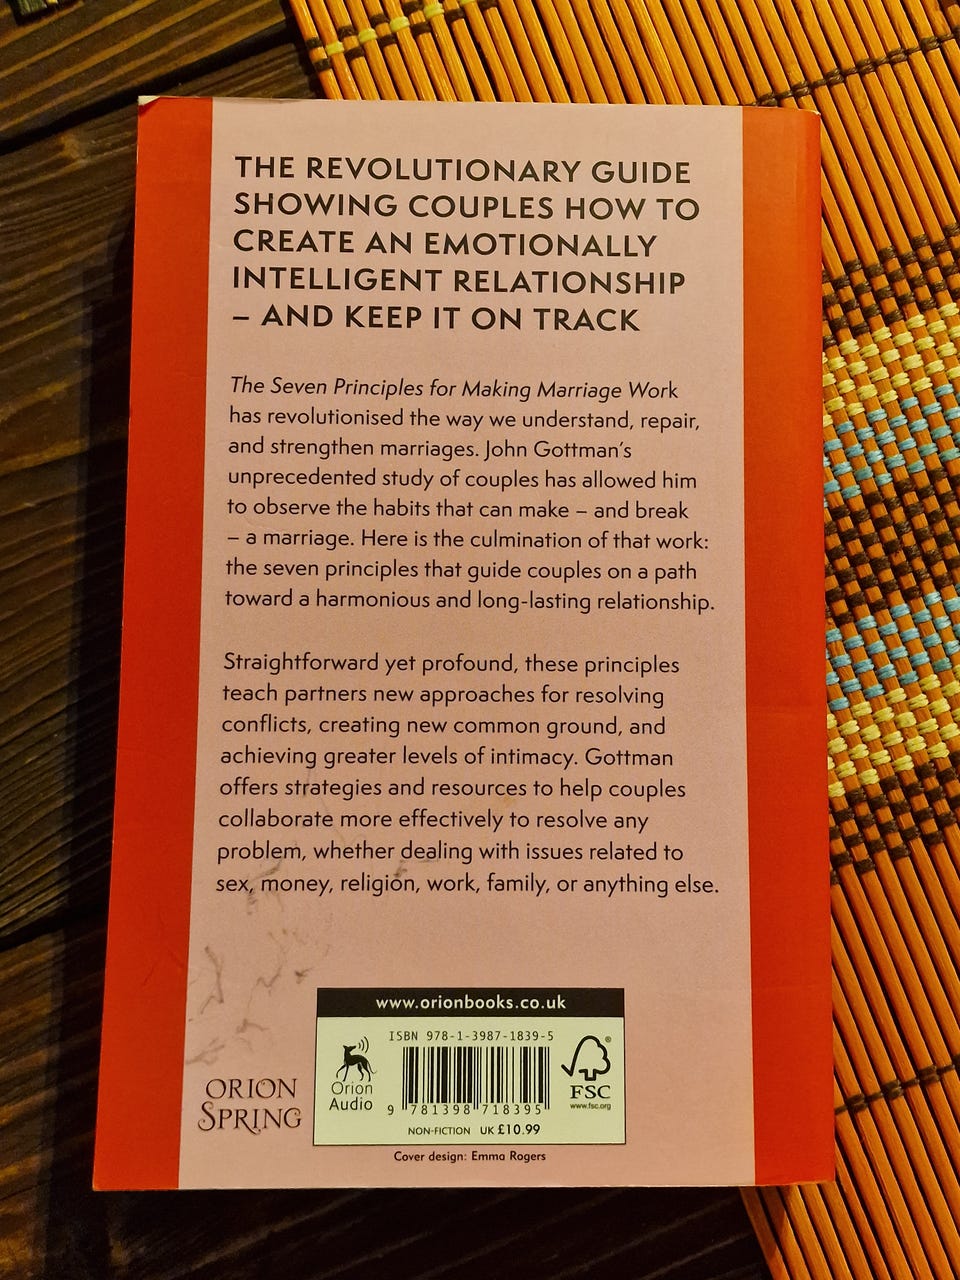 THE REVOLUTIONARY GUIDE
SHOWING COUPLES HOW TO
CREATE AN EMOTIONALLY
INTELLIGENT RELATIONSHIP
– AND KEEP IT ON TRACK
The Seven Principles for Making Marriage Work
has revolutionised the way we understand, repair,
and strengthen marriages. John Gottman's
unprecedented study of couples has allowed him
to observe the habits that can make – and break
– a marriage. Here is the culmination of that work:
the seven principles that guide couples on a path
toward a harmonious and long-lasting relationship.
Straightforward yet profound, these principles
teach partners new approaches for resolving
conflicts, creating new common ground, and
achieving greater levels of intimacy. Gottman
offers strategies and resources to help couples
collaborate more effectively to resolve any
problem, whether dealing with issues related to
sex, money, religion, work, family, or anything else.
www.orionbooks.co.uk
ISBN 978-1-3987-1839-5
Orion
Audio
9 781398 718395
FSC
®
www.fsc.org
NON-FICTION UK £10.99
ORION
SPRING
Cover design: Emma Rogers